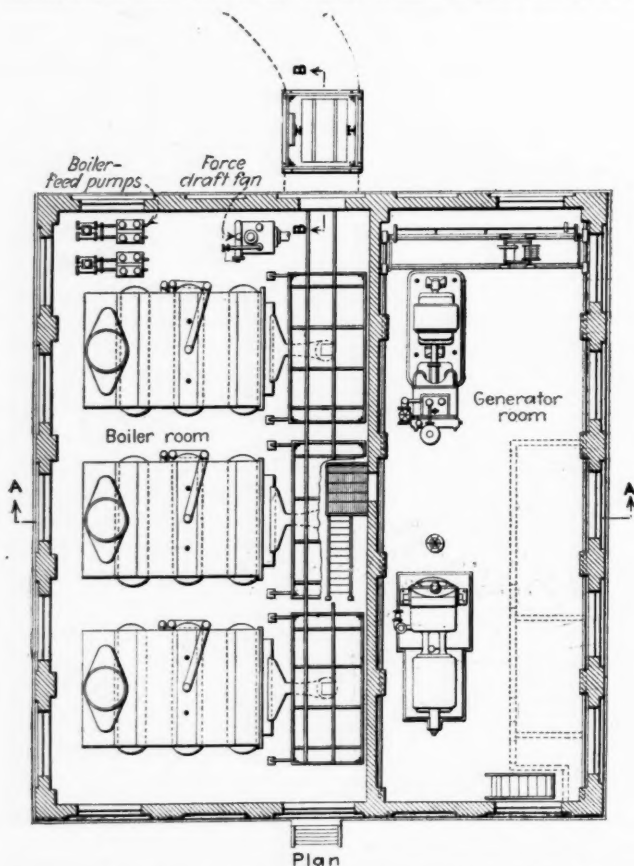 B
Boiler-
feed pumps
Force
draft fan
B
Boiler room
Generator
room
A
A
Plan